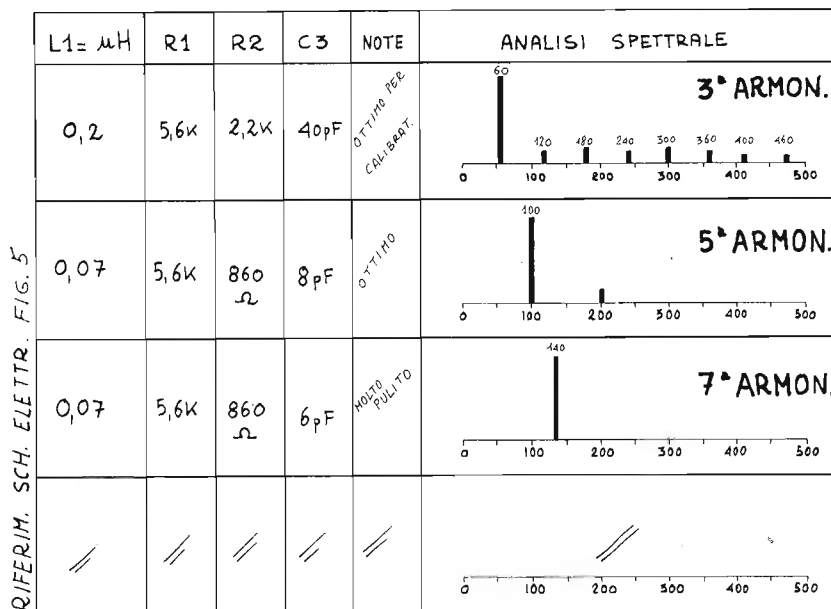 L1= µH R1 R2 C3 NOTE ANALISI SPETTRALE
0,2 5,6K 2,2K 40pF OTTIMO PER CALIBRAT. 3ª ARMON.
60 120 180 240 300 360 400 460
0 100 200 300 400 500
0,07 5,6K 860 Ω 8pF OTTIMO 5ª ARMON.
100
0 100 200 300 400 500
0,07 5,6K 860 Ω 6pF MOLTO PULITO 7ª ARMON.
140
0 100 200 300 400 500
// // // // // //
0 100 200 300 400 500
RIFERIM. SCH. ELETTR. FIG. 5